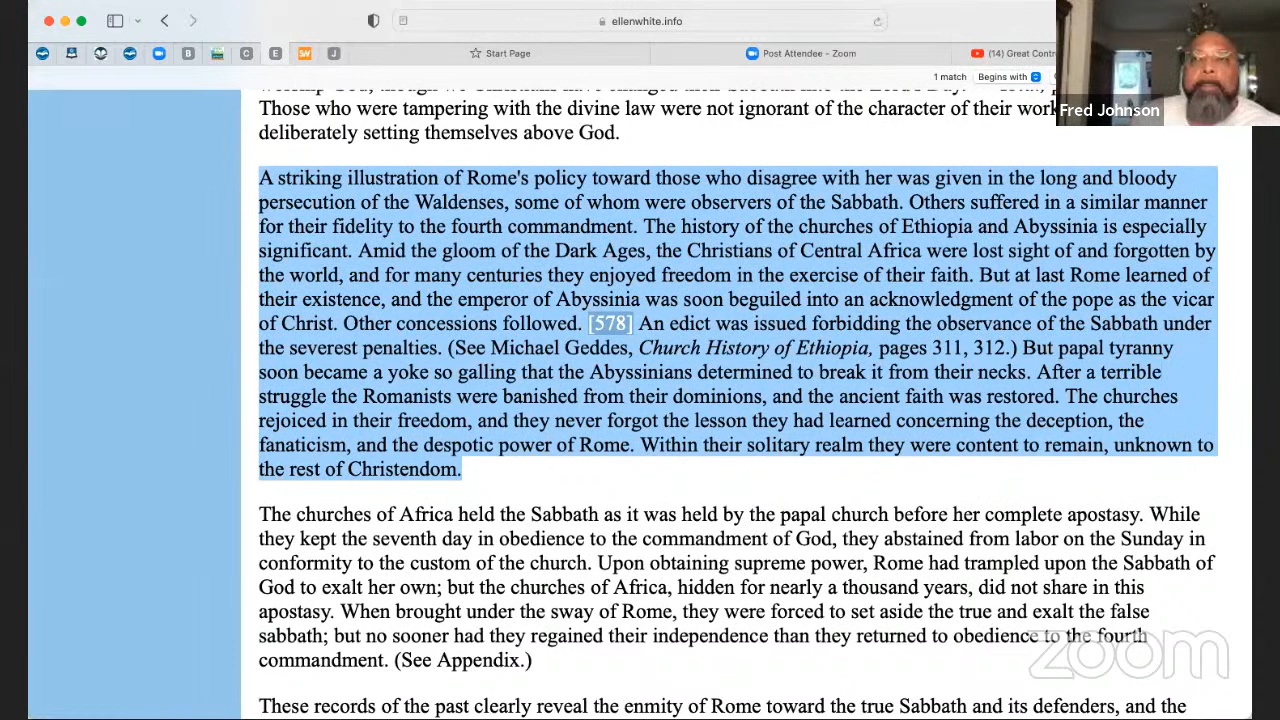 ellenwhite.info
B
C
E
SW
J
Start Page
Post Attendee - Zoom
(14) Great Contr
1 match
Begins with
Fred Johnson
Those who were tampering with the divine law were not ignorant of the character of their work
deliberately setting themselves above God.
A striking illustration of Rome's policy toward those who disagree with her was given in the long and bloody
persecution of the Waldenses, some of whom were observers of the Sabbath. Others suffered in a similar manner
for their fidelity to the fourth commandment. The history of the churches of Ethiopia and Abyssinia is especially
significant. Amid the gloom of the Dark Ages, the Christians of Central Africa were lost sight of and forgotten by
the world, and for many centuries they enjoyed freedom in the exercise of their faith. But at last Rome learned of
their existence, and the emperor of Abyssinia was soon beguiled into an acknowledgment of the pope as the vicar
of Christ. Other concessions followed. [578] An edict was issued forbidding the observance of the Sabbath under
the severest penalties. (See Michael Geddes, Church History of Ethiopia, pages 311, 312.) But papal tyranny
soon became a yoke so galling that the Abyssinians determined to break it from their necks. After a terrible
struggle the Romanists were banished from their dominions, and the ancient faith was restored. The churches
rejoiced in their freedom, and they never forgot the lesson they had learned concerning the deception, the
fanaticism, and the despotic power of Rome. Within their solitary realm they were content to remain, unknown to
the rest of Christendom.
The churches of Africa held the Sabbath as it was held by the papal church before her complete apostasy. While
they kept the seventh day in obedience to the commandment of God, they abstained from labor on the Sunday in
conformity to the custom of the church. Upon obtaining supreme power, Rome had trampled upon the Sabbath of
God to exalt her own; but the churches of Africa, hidden for nearly a thousand years, did not share in this
apostasy. When brought under the sway of Rome, they were forced to set aside the true and exalt the false
sabbath; but no sooner had they regained their independence than they returned to obedience to the fourth
commandment. (See Appendix.)
zoom
These records of the past clearly reveal the enmity of Rome toward the true Sabbath and its defenders, and the